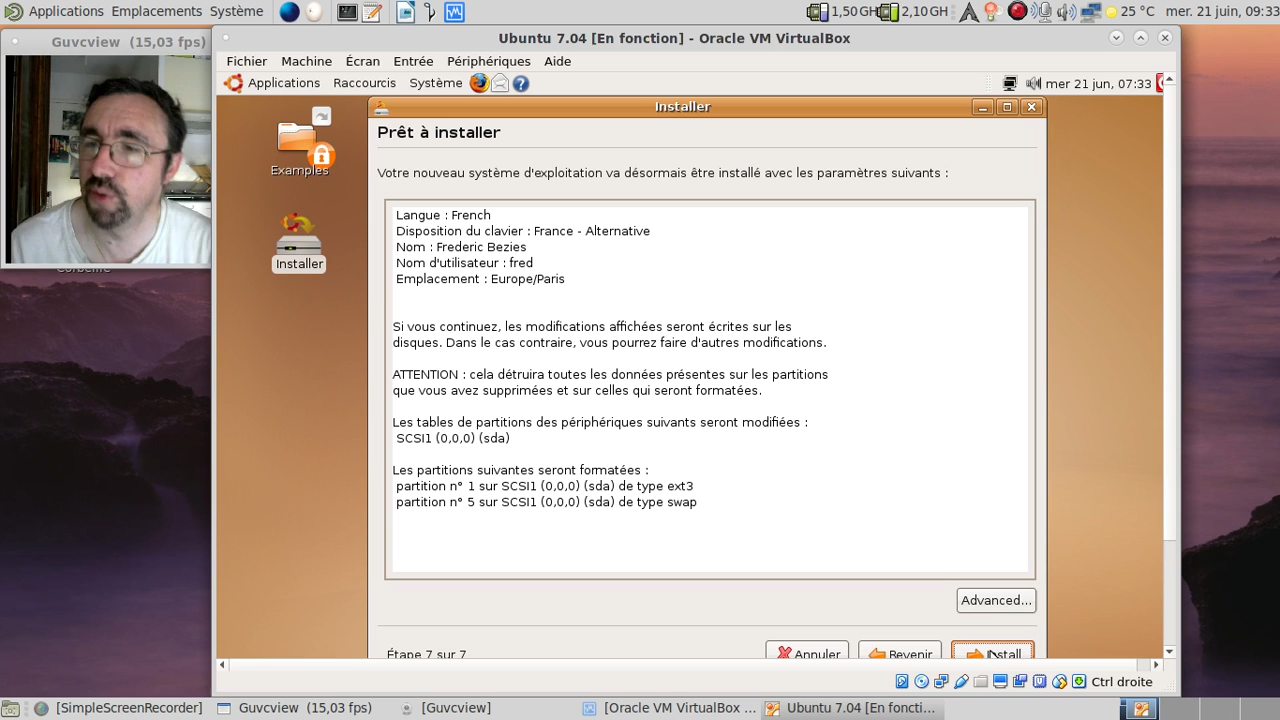 Applications Emplacements Système 1,50 GH 2,10 GH 25 °C mer. 21 juin, 09:33
Guvcview (15,03 fps)
Ubuntu 7.04 [En fonction] - Oracle VM VirtualBox
Fichier Machine Écran Entrée Périphériques Aide
Applications Raccourcis Système mer 21 jun, 07:33
Installer
Prêt à installer
Votre nouveau système d'exploitation va désormais être installé avec les paramètres suivants :
Examples
Langue : French
Disposition du clavier : France - Alternative
Nom : Frederic Bezies
Nom d'utilisateur : fred
Installer
Corbeille
Emplacement : Europe/Paris
Si vous continuez, les modifications affichées seront écrites sur les
disques. Dans le cas contraire, vous pourrez faire d'autres modifications.
ATTENTION : cela détruira toutes les données présentes sur les partitions
que vous avez supprimées et sur celles qui seront formatées.
Les tables de partitions des périphériques suivants seront modifiées :
SCSI1 (0,0,0) (sda)
Les partitions suivantes seront formatées :
partition n° 1 sur SCSI1 (0,0,0) (sda) de type ext3
partition n° 5 sur SCSI1 (0,0,0) (sda) de type swap
Advanced...
Étape 7 sur 7 Annuler Revenir Install
Ctrl droite
[SimpleScreenRecorder] Guvcview (15,03 fps) [Guvcview] [Oracle VM VirtualBox ... Ubuntu 7.04 [En foncti...